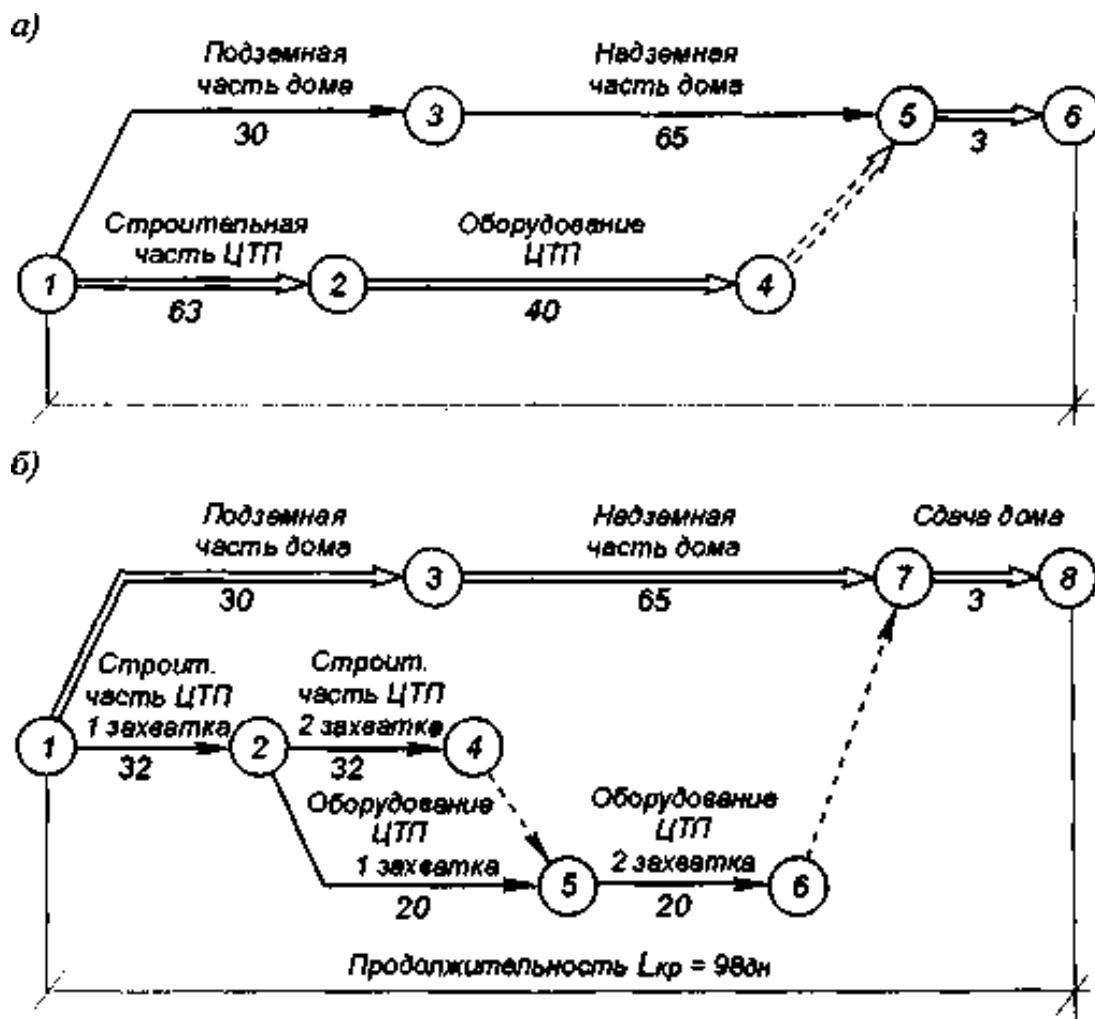 а)
Подземная
часть дома
30
Надземная
часть дома
65
3
5
3
6
Строительная
часть ЦТП
63
Оборудование
ЦТП
40
1
2
4
б)
Подземная
часть дома
30
Надземная
часть дома
65
Сдача дома
3
3
7
8
Строит.
часть ЦТП
1 захватка
32
Строит.
часть ЦТП
2 захватка
32
1
2
4
Оборудование
ЦТП
1 захватка
20
Оборудование
ЦТП
2 захватка
20
5
6
Продолжительность Lкр = 98дн